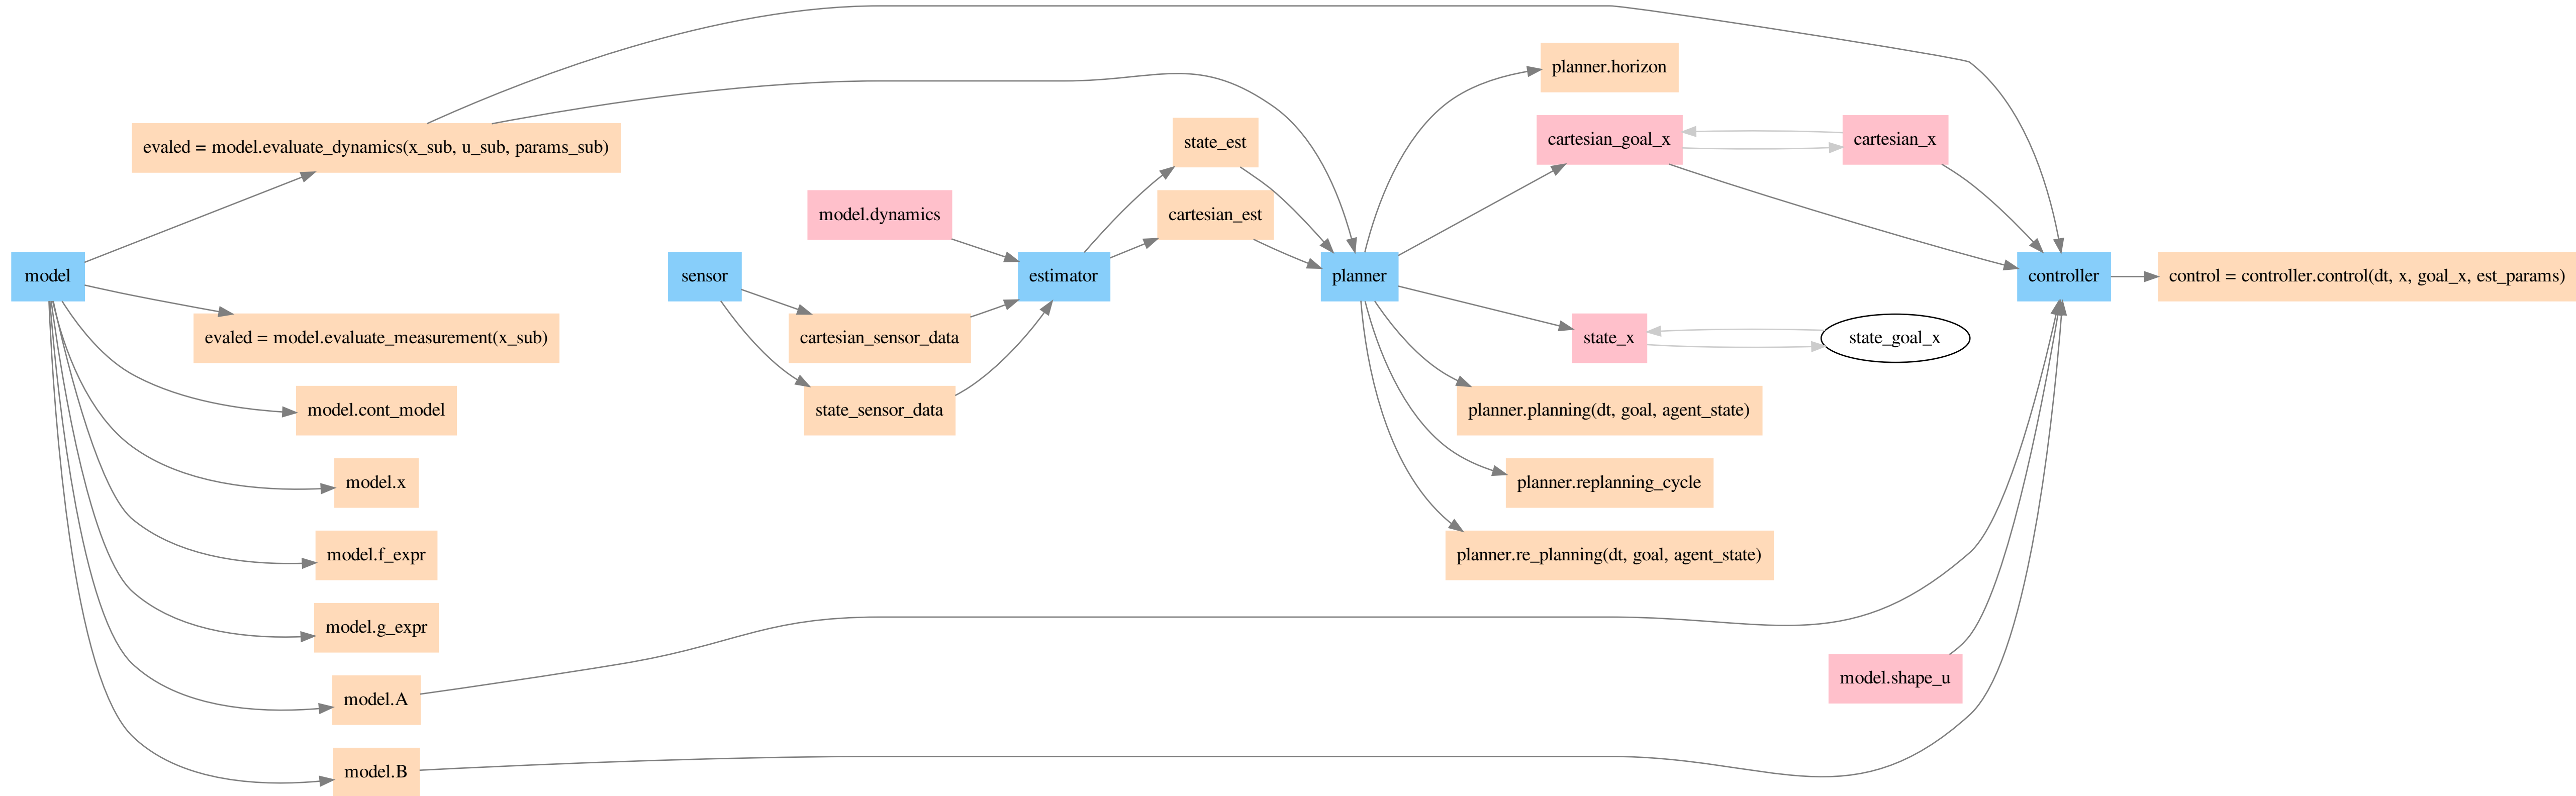 planner.horizon
evaled = model.evaluate_dynamics(x_sub, u_sub, params_sub)
state_est
cartesian_goal_x
cartesian_x
model.dynamics
cartesian_est
model
sensor
estimator
planner
controller
control = controller.control(dt, x, goal_x, est_params)
evaled = model.evaluate_measurement(x_sub)
cartesian_sensor_data
state_x
state_goal_x
model.cont_model
state_sensor_data
planner.planning(dt, goal, agent_state)
model.x
planner.replanning_cycle
model.f_expr
planner.re_planning(dt, goal, agent_state)
model.g_expr
model.A
model.shape_u
model.B